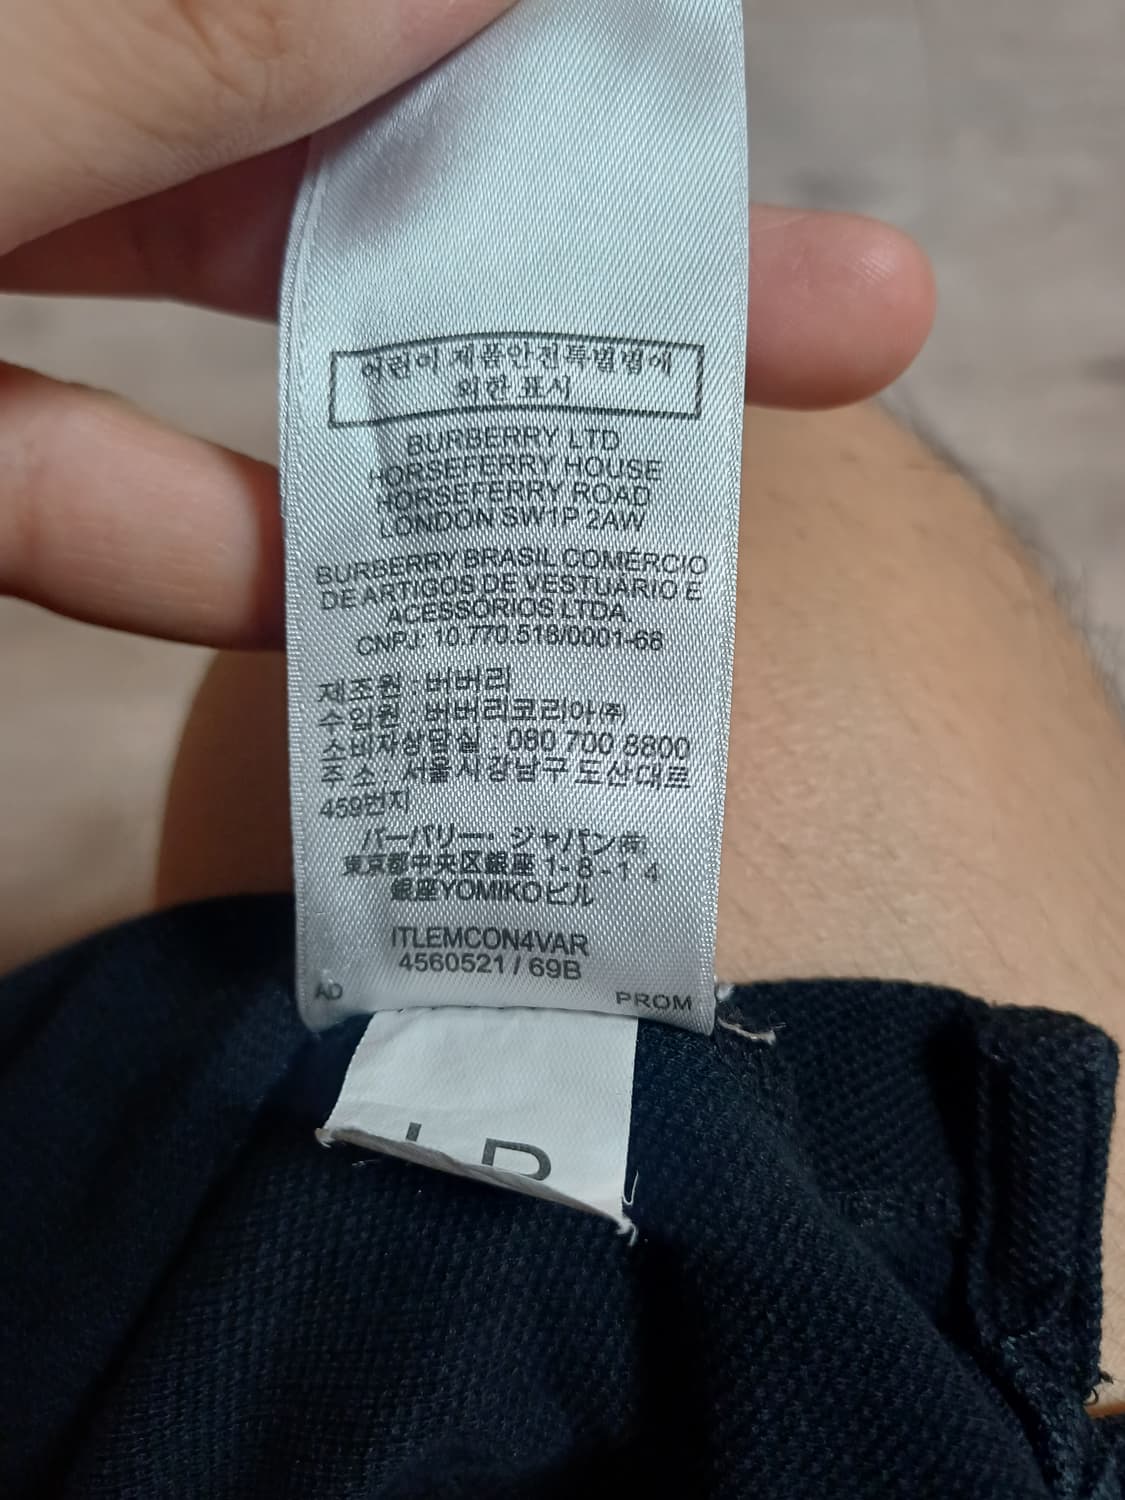 어린이 제품안전특별법에
의한 표시
BURBERRY LTD
HORSEFERRY HOUSE
HORSEFERRY ROAD
LONDON SW1P 2AW
BURBERRY BRASIL COMÉRCIO
DE ARTIGOS DE VESTUARIO E
ACESSÓRIOS LTDA.
CNPJ: 10.770.518/0001-66
제조원 : 버버리
수입원 : 버버리코리아(주)
소비자상담실 : 080 700 8800
주 소 : 서울시강남구 도산대로
459번지
バーバリー・ジャパン㈱
東京都中央区銀座 1-8-14
銀座YOMIKOビル
ITLEMCON4VAR
4560521 / 69B
AD PROM